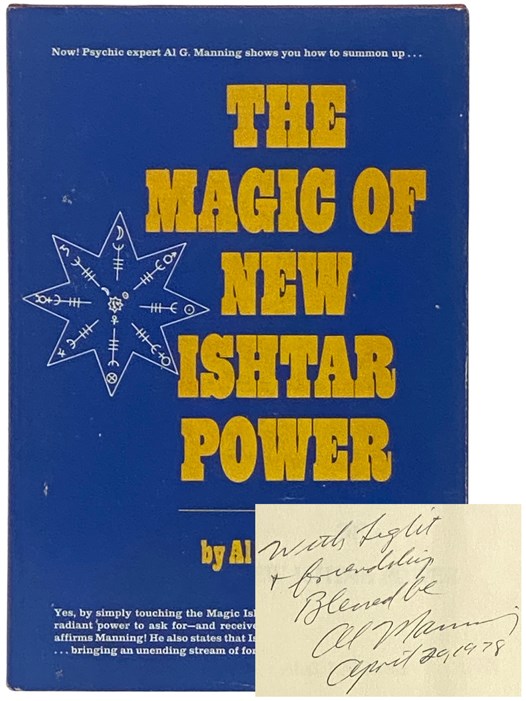 Now! Psychic expert Al G. Manning shows you how to summon up . . .
THE
MAGIC OF
NEW
ISHTAR
POWER
by Al
Yes, by simply touching the Magic Is
radiant power to ask for—and receive
affirms Manning! He also states that Is
. . . bringing an unending stream of for
With Light
+ friendship
Blessed be
Al Manning
April 29, 1978